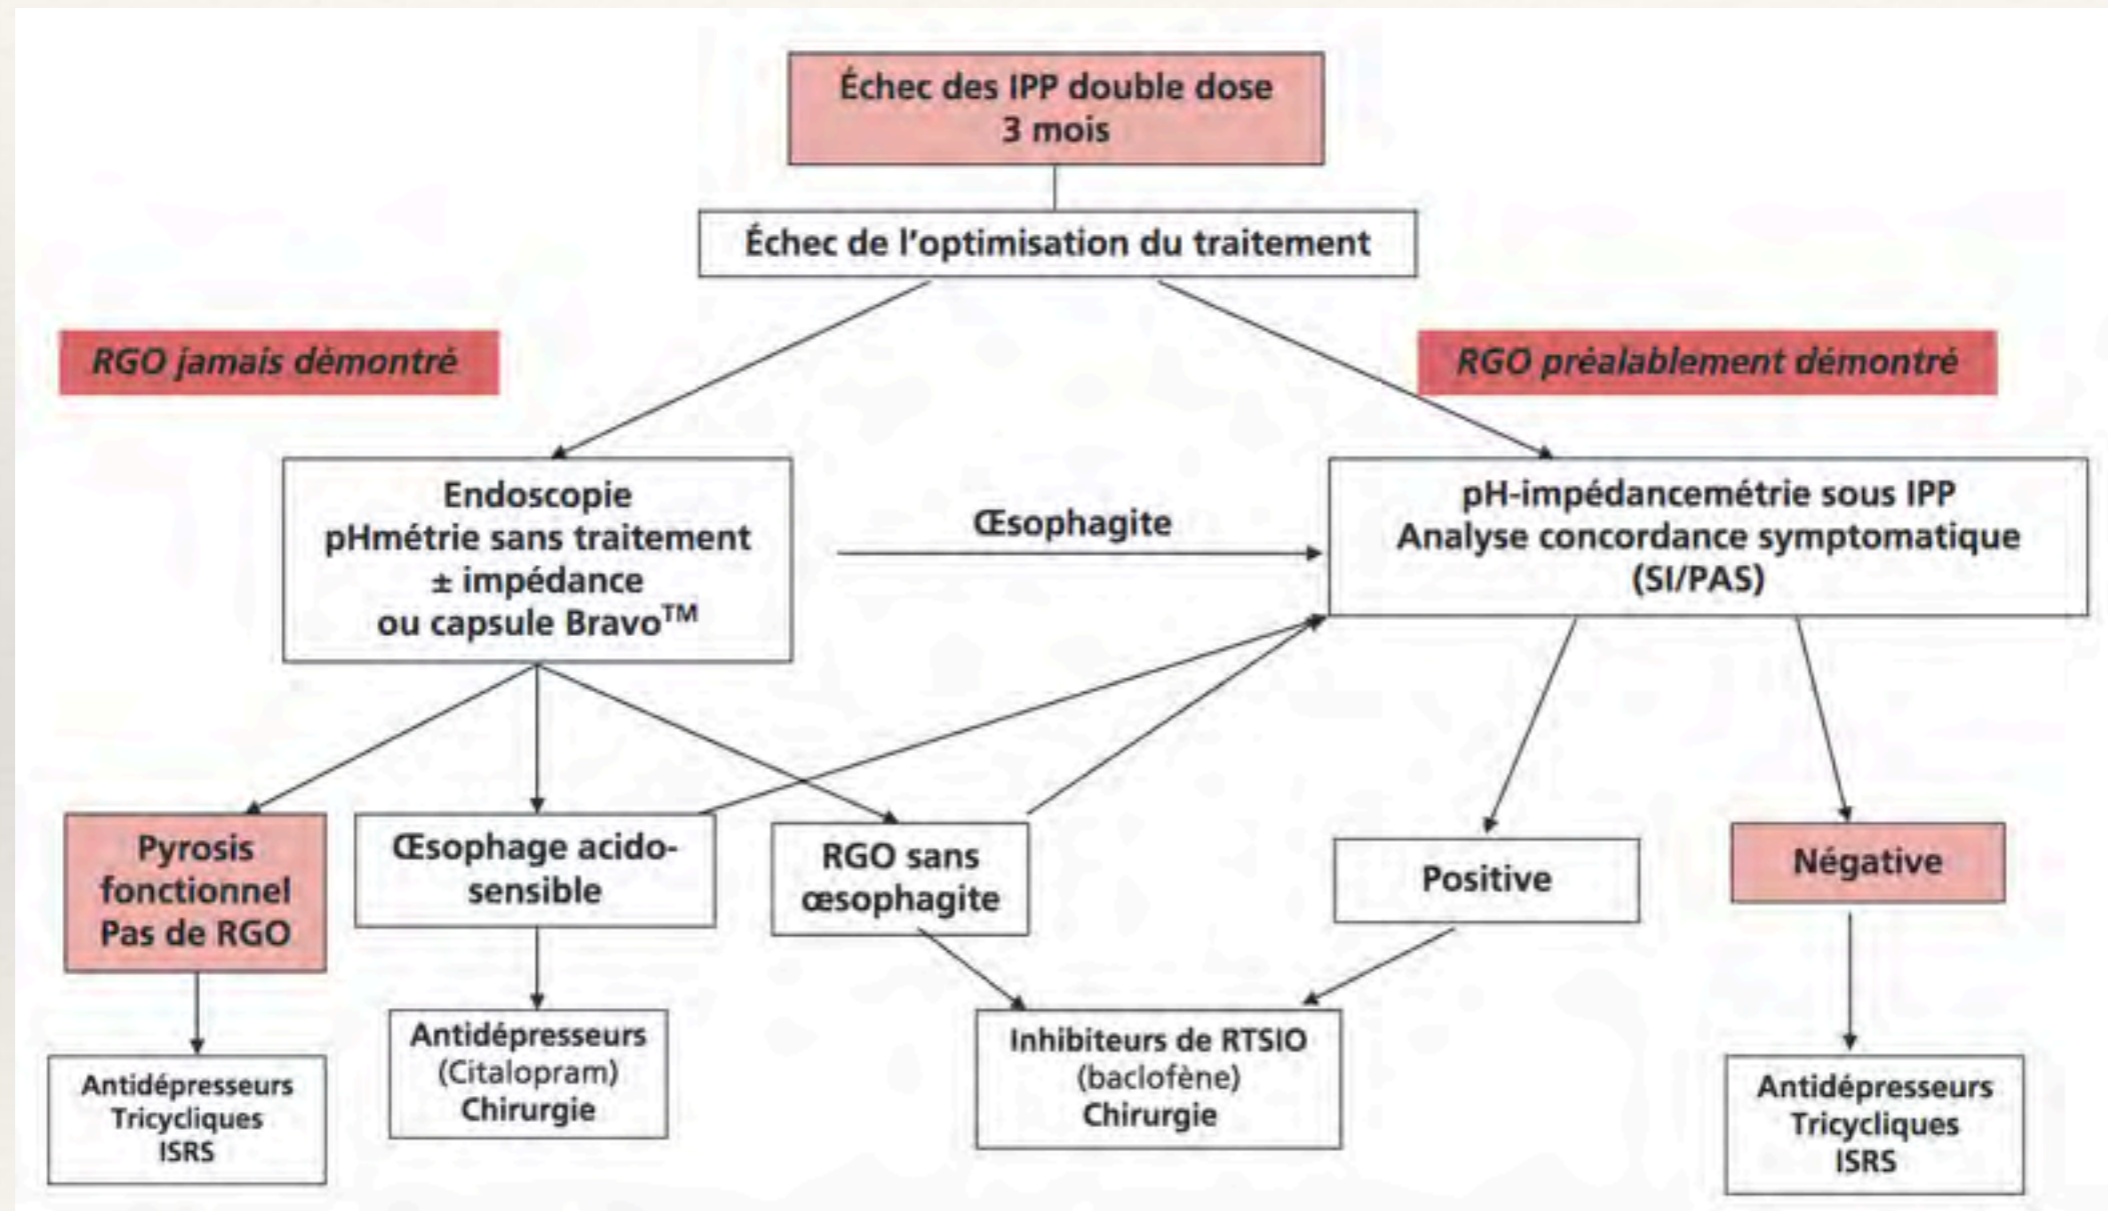 Échec des IPP double dose
3 mois
Échec de l'optimisation du traitement
RGO jamais démontré
RGO préalablement démontré
Endoscopie
pHmétrie sans traitement
± impédance
ou capsule Bravo™
Œsophagite
pH-impédancemétrie sous IPP
Analyse concordance symptomatique
(SI/PAS)
Pyrosis
fonctionnel
Pas de RGO
Œsophage acido-
sensible
RGO sans
œsophagite
Positive
Négative
Antidépresseurs
Tricycliques
ISRS
Antidépresseurs
(Citalopram)
Chirurgie
Inhibiteurs de RTSIO
(baclofène)
Chirurgie
Antidépresseurs
Tricycliques
ISRS